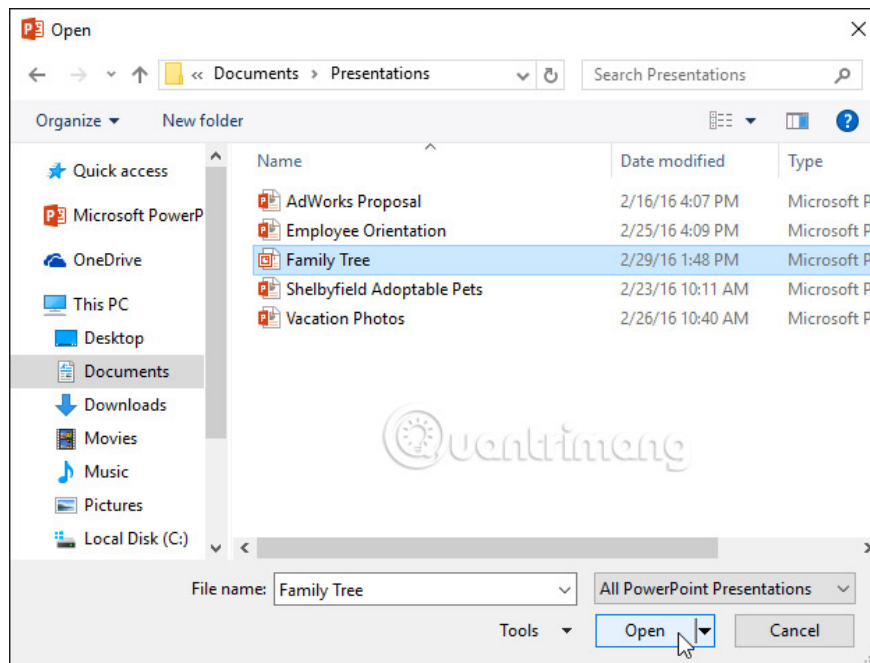 Open
« Documents › Presentations
Search Presentations
Organize
New folder
Name
Date modified
Type
Quick access
Microsoft PowerP
OneDrive
This PC
Desktop
Documents
Downloads
Movies
Music
Pictures
Local Disk (C:)
AdWorks Proposal 2/16/16 4:07 PM Microsoft P
Employee Orientation 2/25/16 4:09 PM Microsoft P
Family Tree 2/29/16 1:48 PM Microsoft P
Shelbyfield Adoptable Pets 2/23/16 10:11 AM Microsoft P
Vacation Photos 2/26/16 10:40 AM Microsoft P
Quantrimang
File name: Family Tree
All PowerPoint Presentations
Tools
Open
Cancel